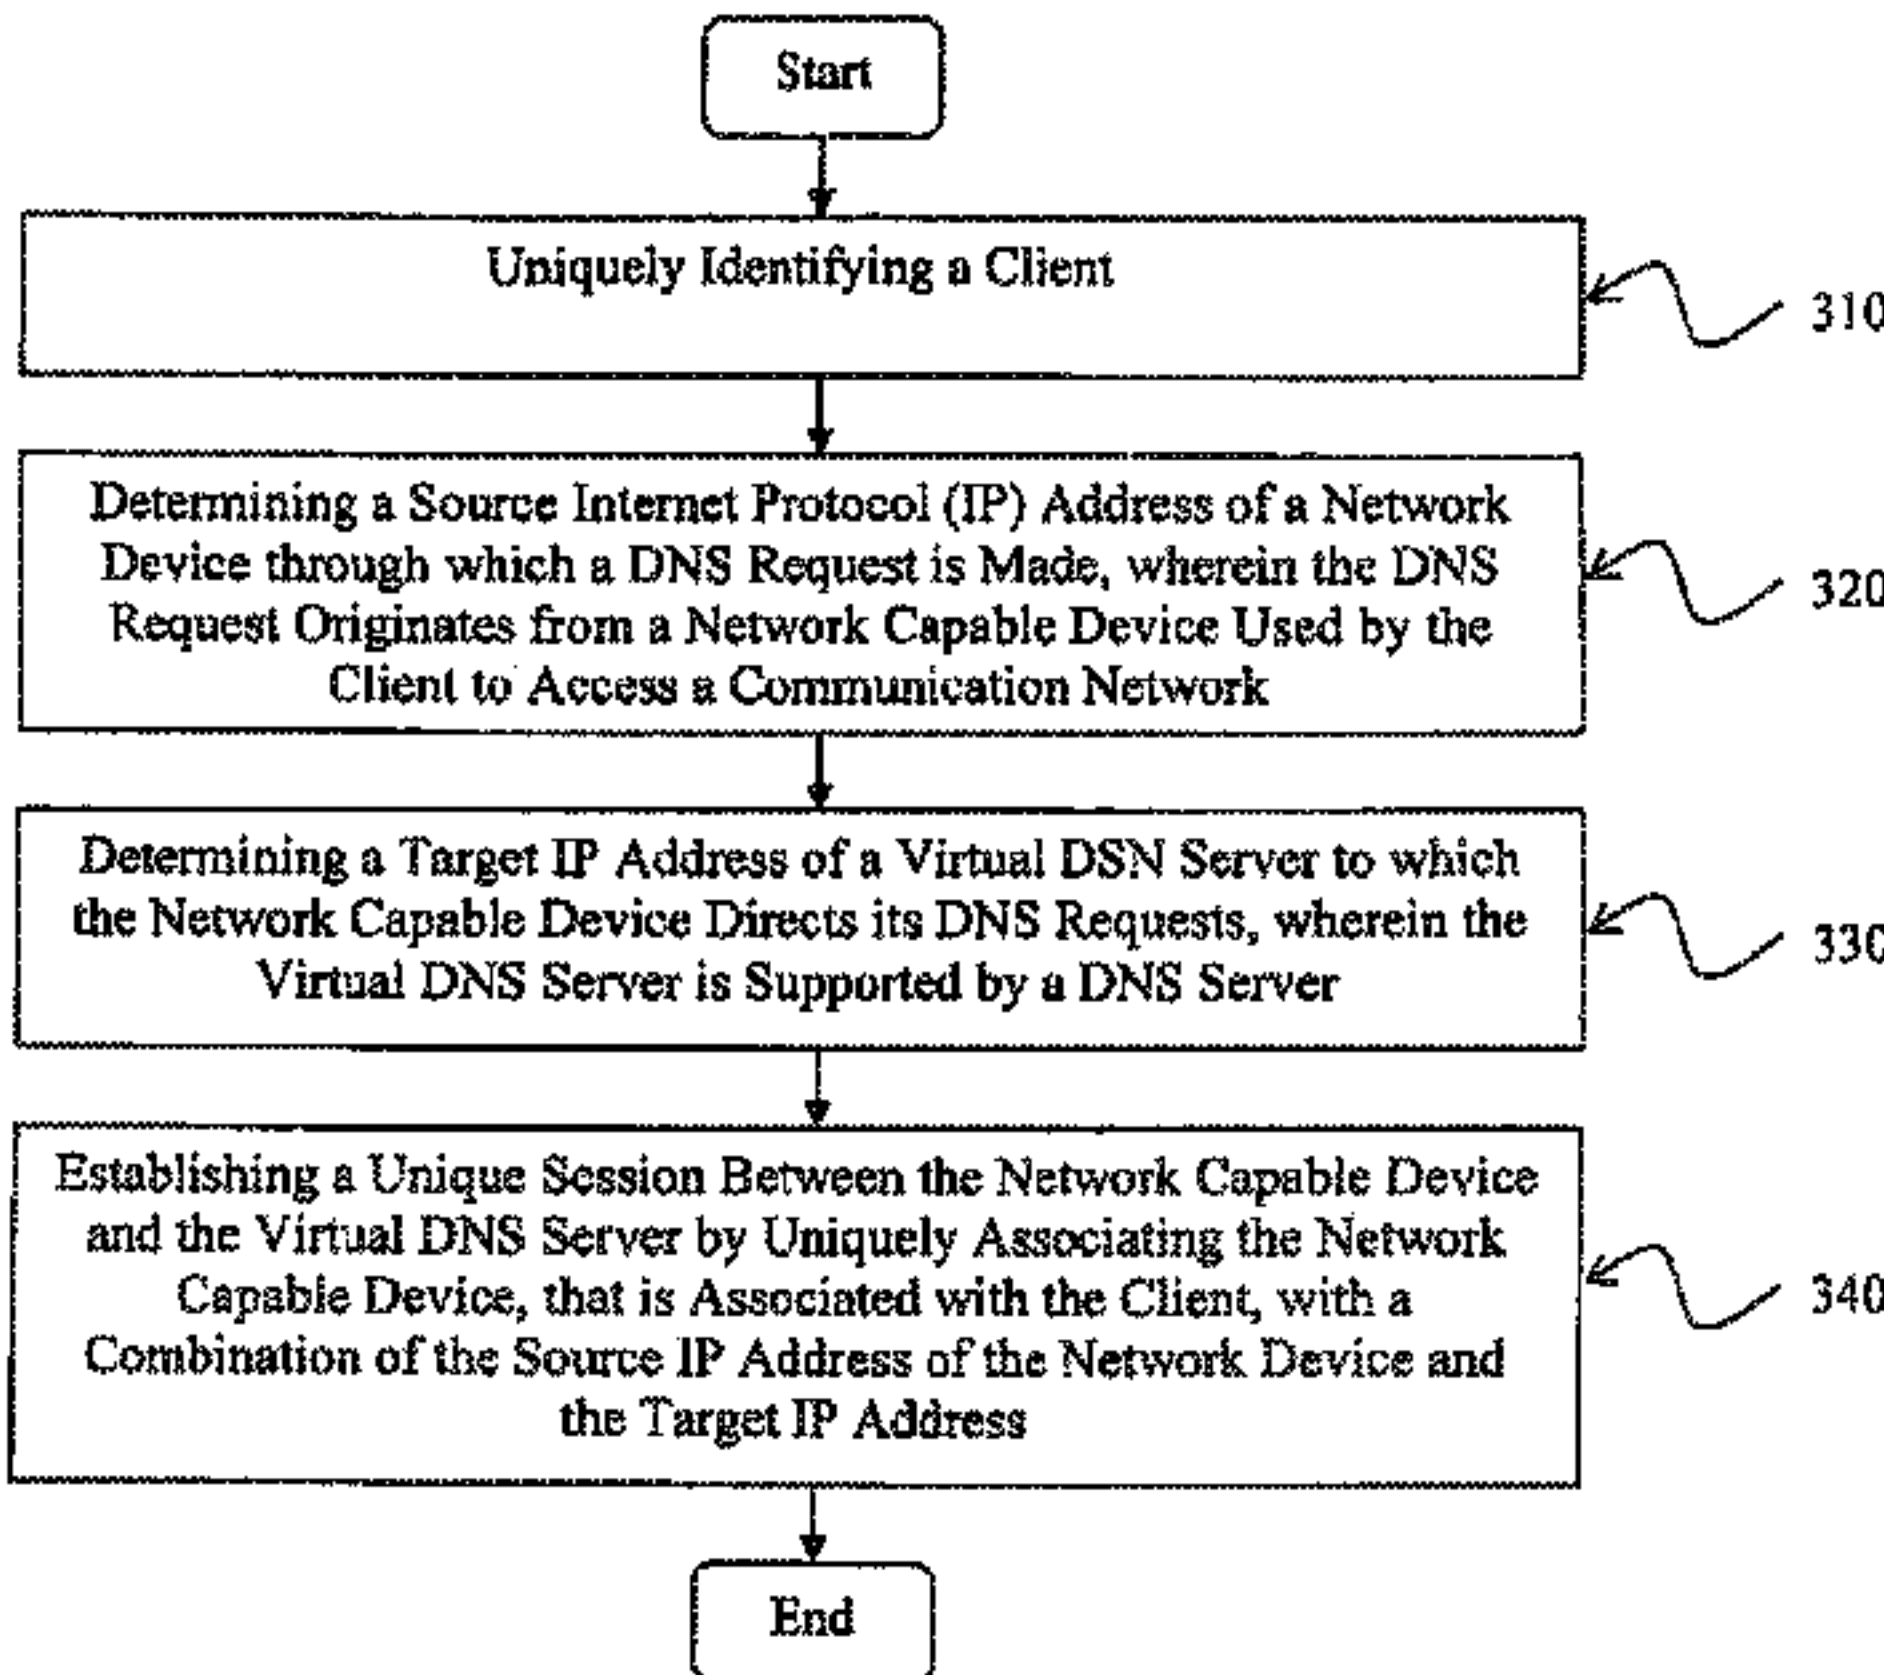 Start
Uniquely Identifying a Client
310
Determining a Source Internet Protocol (IP) Address of a Network
Device through which a DNS Request is Made, wherein the DNS
Request Originates from a Network Capable Device Used by the
Client to Access a Communication Network
320
Determining a Target IP Address of a Virtual DSN Server to which
the Network Capable Device Directs its DNS Requests, wherein the
Virtual DNS Server is Supported by a DNS Server
330
Establishing a Unique Session Between the Network Capable Device
and the Virtual DNS Server by Uniquely Associating the Network
Capable Device, that is Associated with the Client, with a
Combination of the Source IP Address of the Network Device and
the Target IP Address
340
End